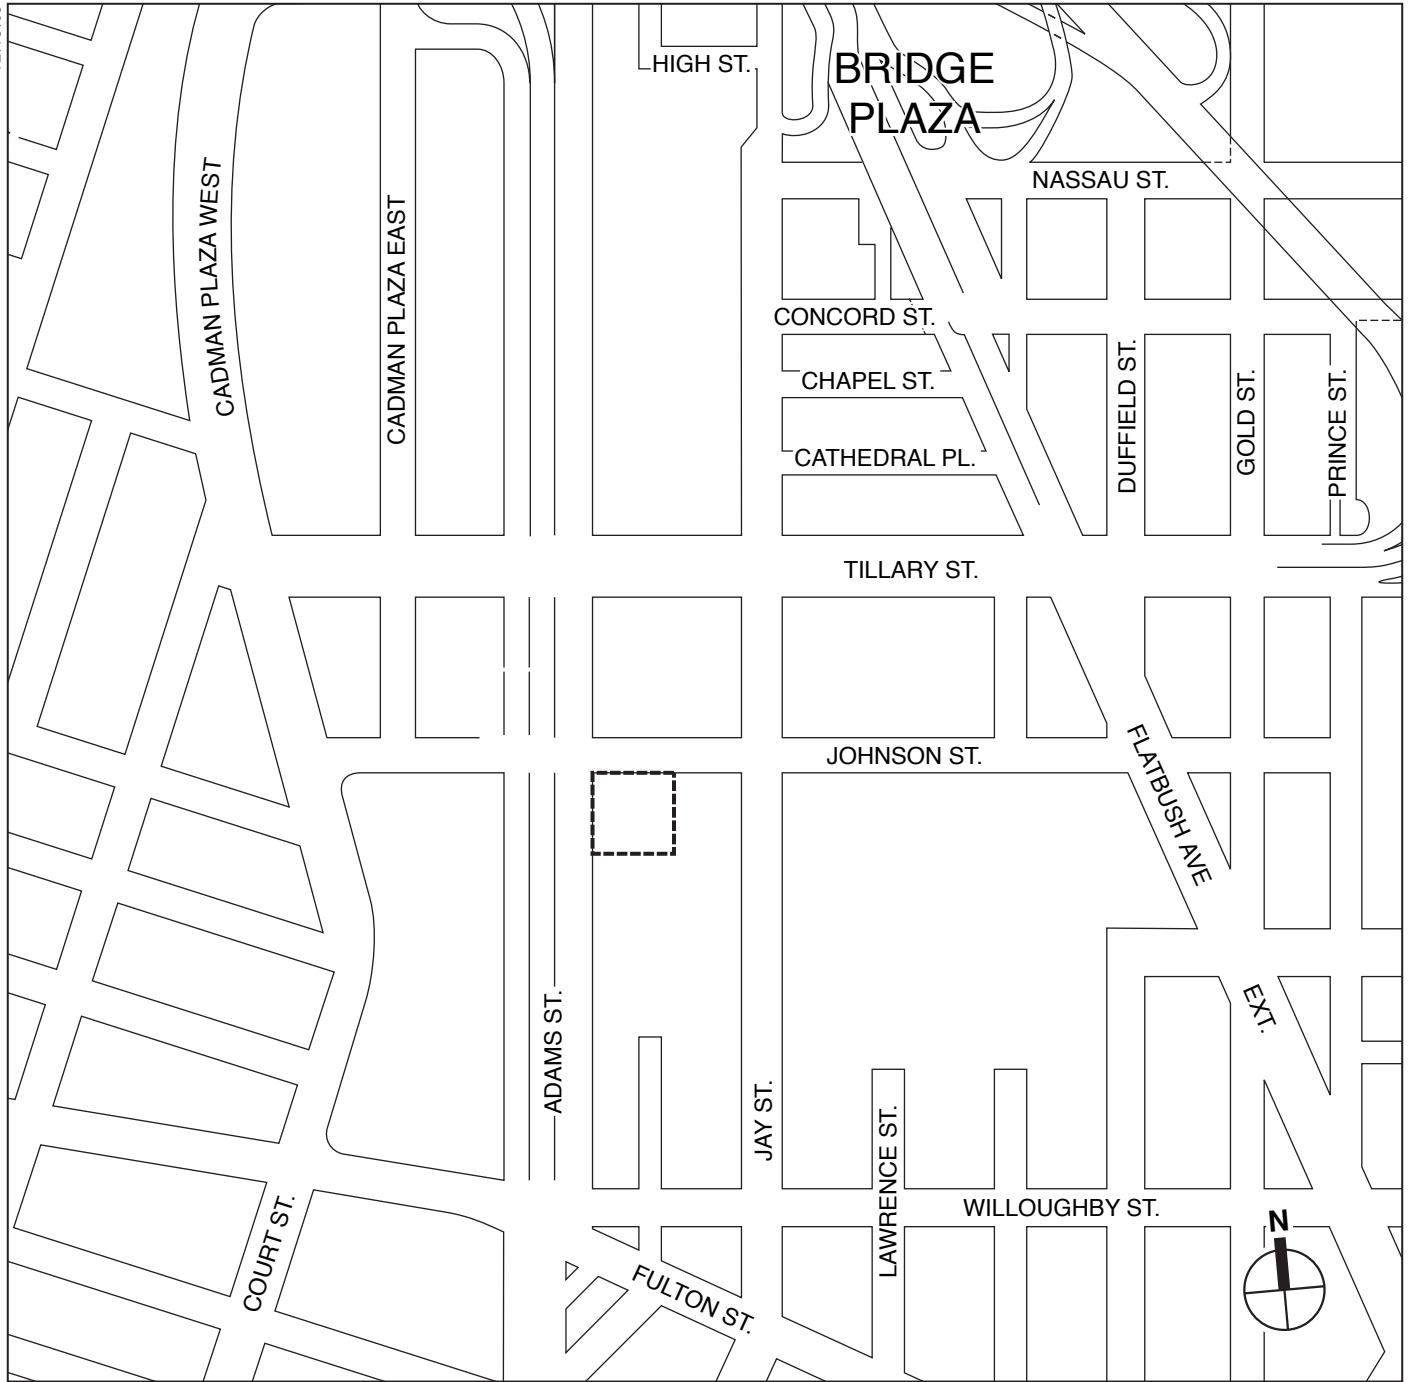 HIGH ST.
BRIDGE
PLAZA
NASSAU ST.
CADMAN PLAZA WEST
CADMAN PLAZA EAST
CONCORD ST.
CHAPEL ST.
CATHEDRAL PL.
DUFFIELD ST.
GOLD ST.
PRINCE ST.
TILLARY ST.
JOHNSON ST.
FLATBUSH AVE
EXT.
ADAMS ST.
JAY ST.
LAWRENCE ST.
WILLOUGHBY ST.
COURT ST.
FULTON ST.
N